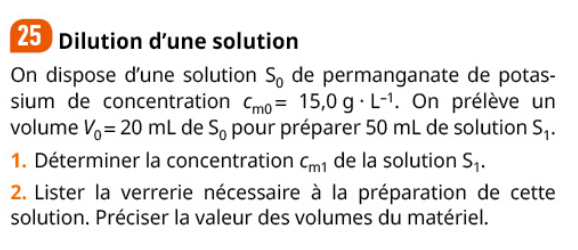 25 Dilution d'une solution
On dispose d'une solution S₀ de permanganate de potas-
sium de concentration cₘ₀ = 15,0 g · L⁻¹. On prélève un
volume V₀ = 20 mL de S₀ pour préparer 50 mL de solution S₁.
1. Déterminer la concentration cₘ₁ de la solution S₁.
2. Lister la verrerie nécessaire à la préparation de cette
solution. Préciser la valeur des volumes du matériel.